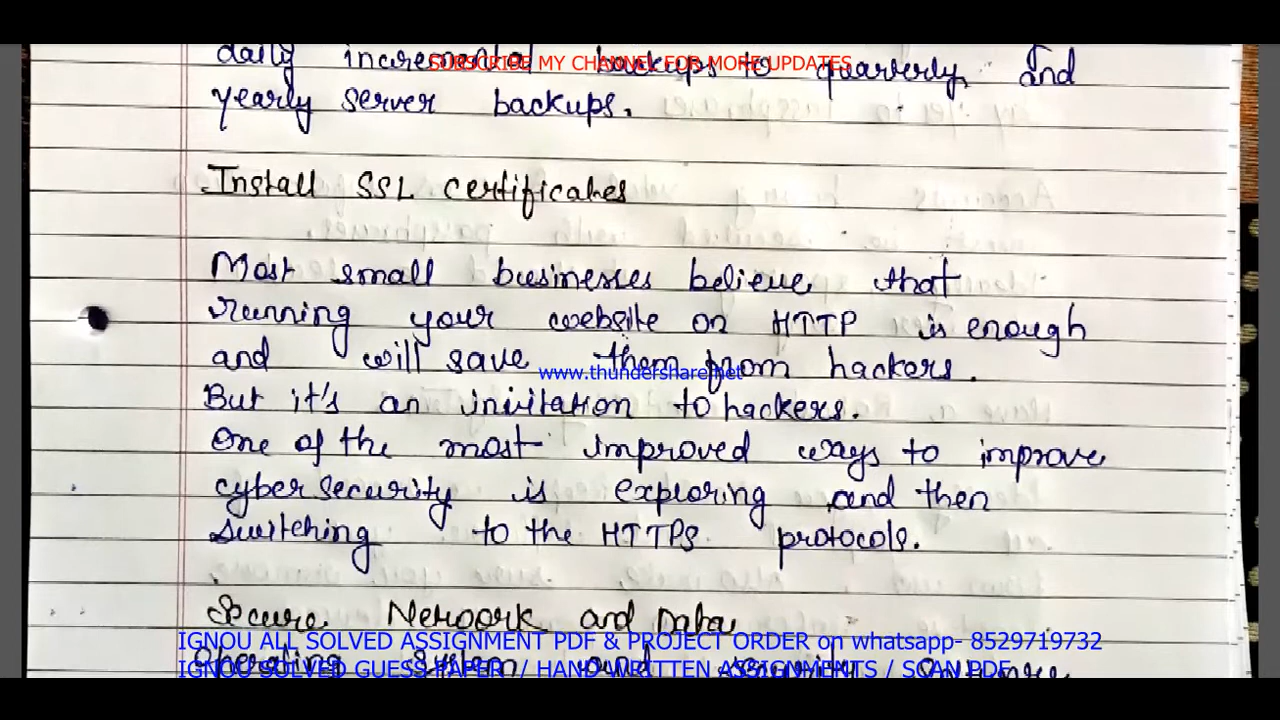 daily incremental backups to quarterly and
SUBSCRIBE MY CHANNEL FOR MORE UPDATES
yearly server backups.
Install SSL certificates
Most small businesses believe that
running your website on HTTP is enough
and will save them from hackers.
www.thundershare.net
But it's an invitation to hackers.
One of the most improved ways to improve
cybersecurity is exploring and then
switching to the HTTPS protocols.
Secure Network and Data
IGNOU ALL SOLVED ASSIGNMENT PDF & PROJECT ORDER on whatsapp- 8529719732
Operating System and security
IGNOU SOLVED GUESS PAPER / HAND WRITTEN ASSIGNMENTS / SCAN PDF